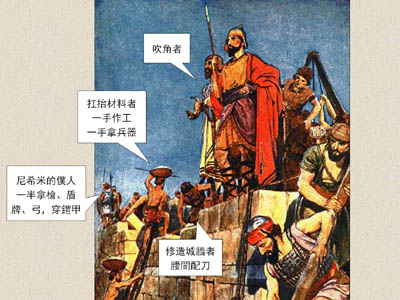 吹角者
扛抬材料者
一手作工
一手拿兵器
尼希米的僕人
一半拿槍、盾
牌、弓，穿鎧甲
修造城牆者
腰間配刀